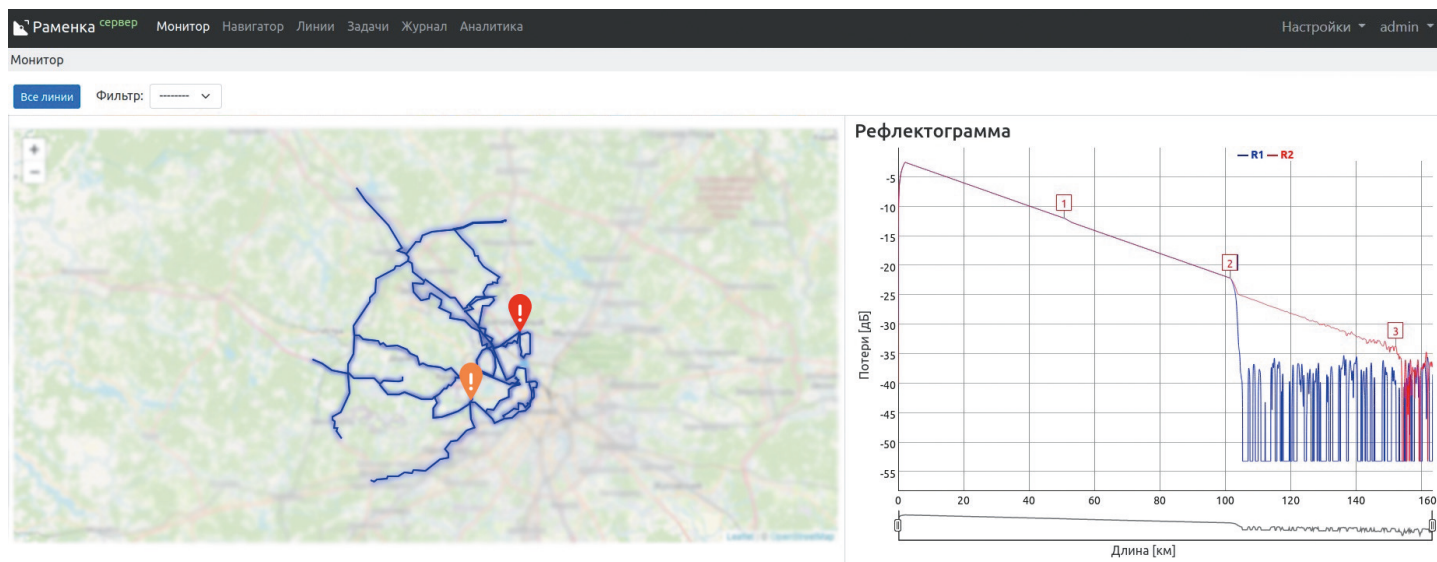 Раменка сервер Монитор Навигатор Линии Задачи Журнал Аналитика Настройки admin
Монитор
Все линии Фильтр: --------
+
−
Leaflet | © OpenStreetMap
Рефлектограмма
R1 R2
Потери [дБ]
-5
-10
-15
-20
-25
-30
-35
-40
-45
-50
-55
1
2
3
0 20 40 60 80 100 120 140 160
Длина [км]